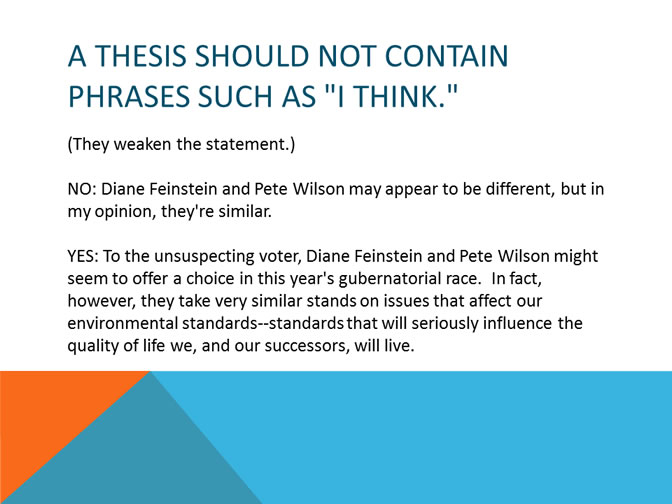 A THESIS SHOULD NOT CONTAIN
PHRASES SUCH AS "I THINK."
(They weaken the statement.)
NO: Diane Feinstein and Pete Wilson may appear to be different, but in
my opinion, they're similar.
YES: To the unsuspecting voter, Diane Feinstein and Pete Wilson might
seem to offer a choice in this year's gubernatorial race.  In fact,
however, they take very similar stands on issues that affect our
environmental standards--standards that will seriously influence the
quality of life we, and our successors, will live.